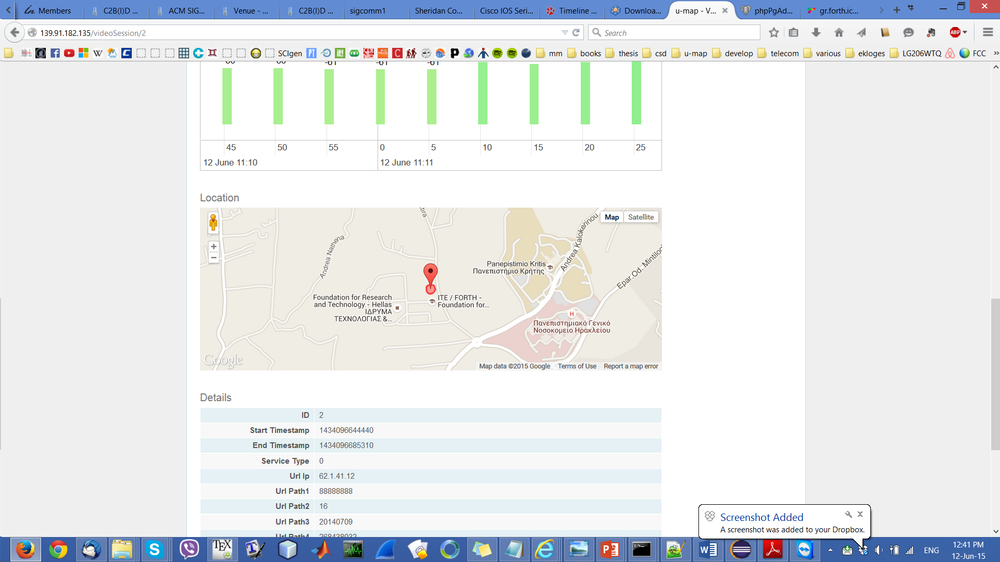 Members
C2B(I)D ...
ACM SIG...
Venue - ...
C2B(I)D ...
sigcomm1
Sheridan Co...
Cisco IOS Seri...
Timeline ...
Downloa...
u-map - V...
phpPgAd...
gr.forth.ic...
139.91.182.135/videoSession/2
Search
ABP
SCIgen
mm
books
thesis
csd
u-map
develop
telecom
various
ekloges
LG206WTQ
FCC
-61
-61
-61
45
50
55
0
5
10
15
20
25
12 June 11:10
12 June 11:11
Location
Map
Satellite
Andrea Nathena
Andrea Kalokerinou
Panepistimio Kritis
Πανεπιστήμιο Κρήτης
Foundation for Research
and Technology - Hellas
ΙΔΡΥΜΑ
ΤΕΧΝΟΛΟΓΙΑΣ &...
ITE / FORTH -
Foundation for...
H
Πανεπιστημιακό Γενικό
Νοσοκομείο Ηρακλείου
Google
Map data ©2015 Google
Terms of Use
Report a map error
Details
ID 2
Start Timestamp 1434096644440
End Timestamp 1434096685310
Service Type 0
Url Ip 62.1.41.12
Url Path1 88888888
Url Path2 16
Url Path3 20140709
Url Path4 268438032
Screenshot Added
A screenshot was added to your Dropbox.
ENG
12:41 PM
12-Jun-15